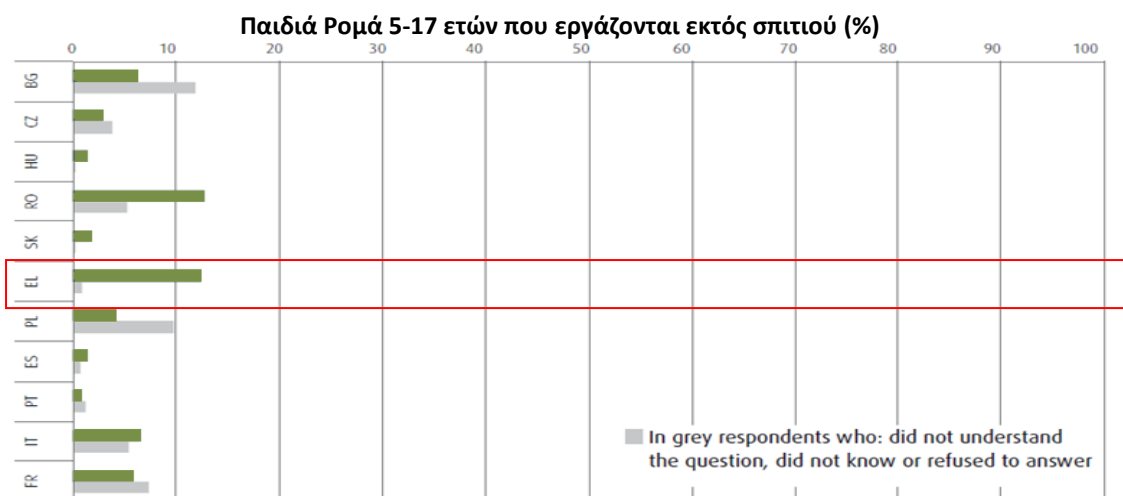 Παιδιά Ρομά 5-17 ετών που εργάζονται εκτός σπιτιού (%)
0 10 20 30 40 50 60 70 80 90 100
BG
CZ
HU
RO
SK
EL
PL
ES
PT
IT
FR
In grey respondents who: did not understand
the question, did not know or refused to answer